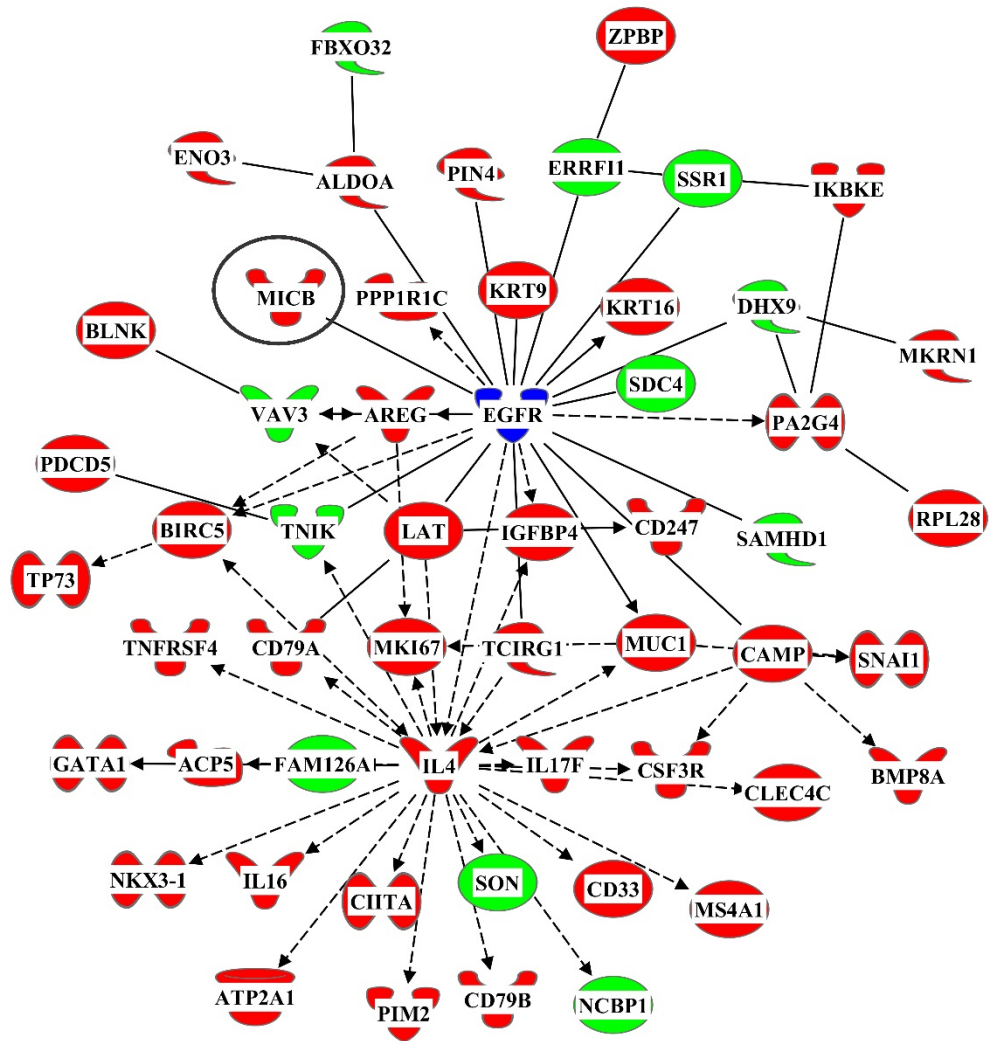 ZPBP
FBXO32
ENO3
ALDOA
PIN4
ERRFI1
SSR1
IKBKE
MICB
PPP1R1C
KRT9
KRT16
DHX9
BLNK
MKRN1
SDC4
VAV3
AREG
EGFR
PA2G4
PDCD5
BIRC5
TNIK
LAT
IGFBP4
CD247
SAMHD1
RPL28
TP73
TNFRSF4
CD79A
MKI67
TCIRG1
MUC1
CAMP
SNAI1
GATA1
ACP5
FAM126A
IL4
IL17F
CSF3R
CLEC4C
BMP8A
NKX3-1
IL16
CIITA
SON
CD33
MS4A1
ATP2A1
PIM2
CD79B
NCBP1